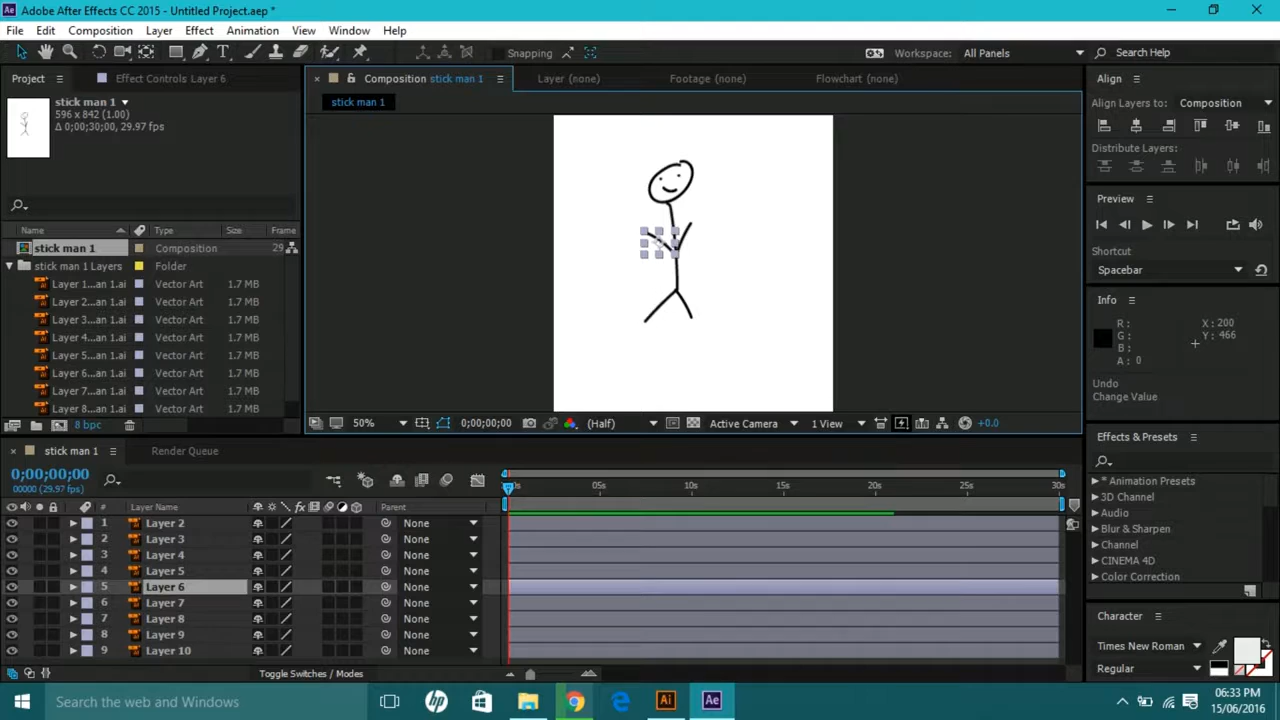 Adobe After Effects CC 2015 - Untitled Project.aep *
File Edit Composition Layer Effect Animation View Window Help
Snapping Workspace: All Panels Search Help
Project Effect Controls Layer 6
stick man 1
596 x 842 (1.00)
Δ 0;00;30;00, 29.97 fps
Name Type Size Frame
stick man 1 Composition 29
stick man 1 Layers Folder
Layer 1...an 1.ai Vector Art 1.7 MB
Layer 2...an 1.ai Vector Art 1.7 MB
Layer 3...an 1.ai Vector Art 1.7 MB
Layer 4...an 1.ai Vector Art 1.7 MB
Layer 5...an 1.ai Vector Art 1.7 MB
Layer 6...an 1.ai Vector Art 1.7 MB
Layer 7...an 1.ai Vector Art 1.7 MB
Layer 8...an 1.ai Vector Art 1.7 MB
8 bpc
Composition stick man 1 Layer (none) Footage (none) Flowchart (none)
stick man 1
50% 0;00;00;00 (Half) Active Camera 1 View +0.0
Align
Align Layers to: Composition
Distribute Layers:
Preview
Shortcut
Spacebar
Info
R: X: 200
G: Y: 466
B:
A: 0
Undo
Change Value
Effects & Presets
* Animation Presets
3D Channel
Audio
Blur & Sharpen
Channel
CINEMA 4D
Color Correction
Character
Times New Roman
Regular
stick man 1 Render Queue
0;00;00;00
00000 (29.97 fps)
# Layer Name Parent
0s 05s 10s 15s 20s 25s 30s
1 Layer 2 None
2 Layer 3 None
3 Layer 4 None
4 Layer 5 None
5 Layer 6 None
6 Layer 7 None
7 Layer 8 None
8 Layer 9 None
9 Layer 10 None
Toggle Switches / Modes
Search the web and Windows
hp
Ai
Ae
06:33 PM
15/06/2016